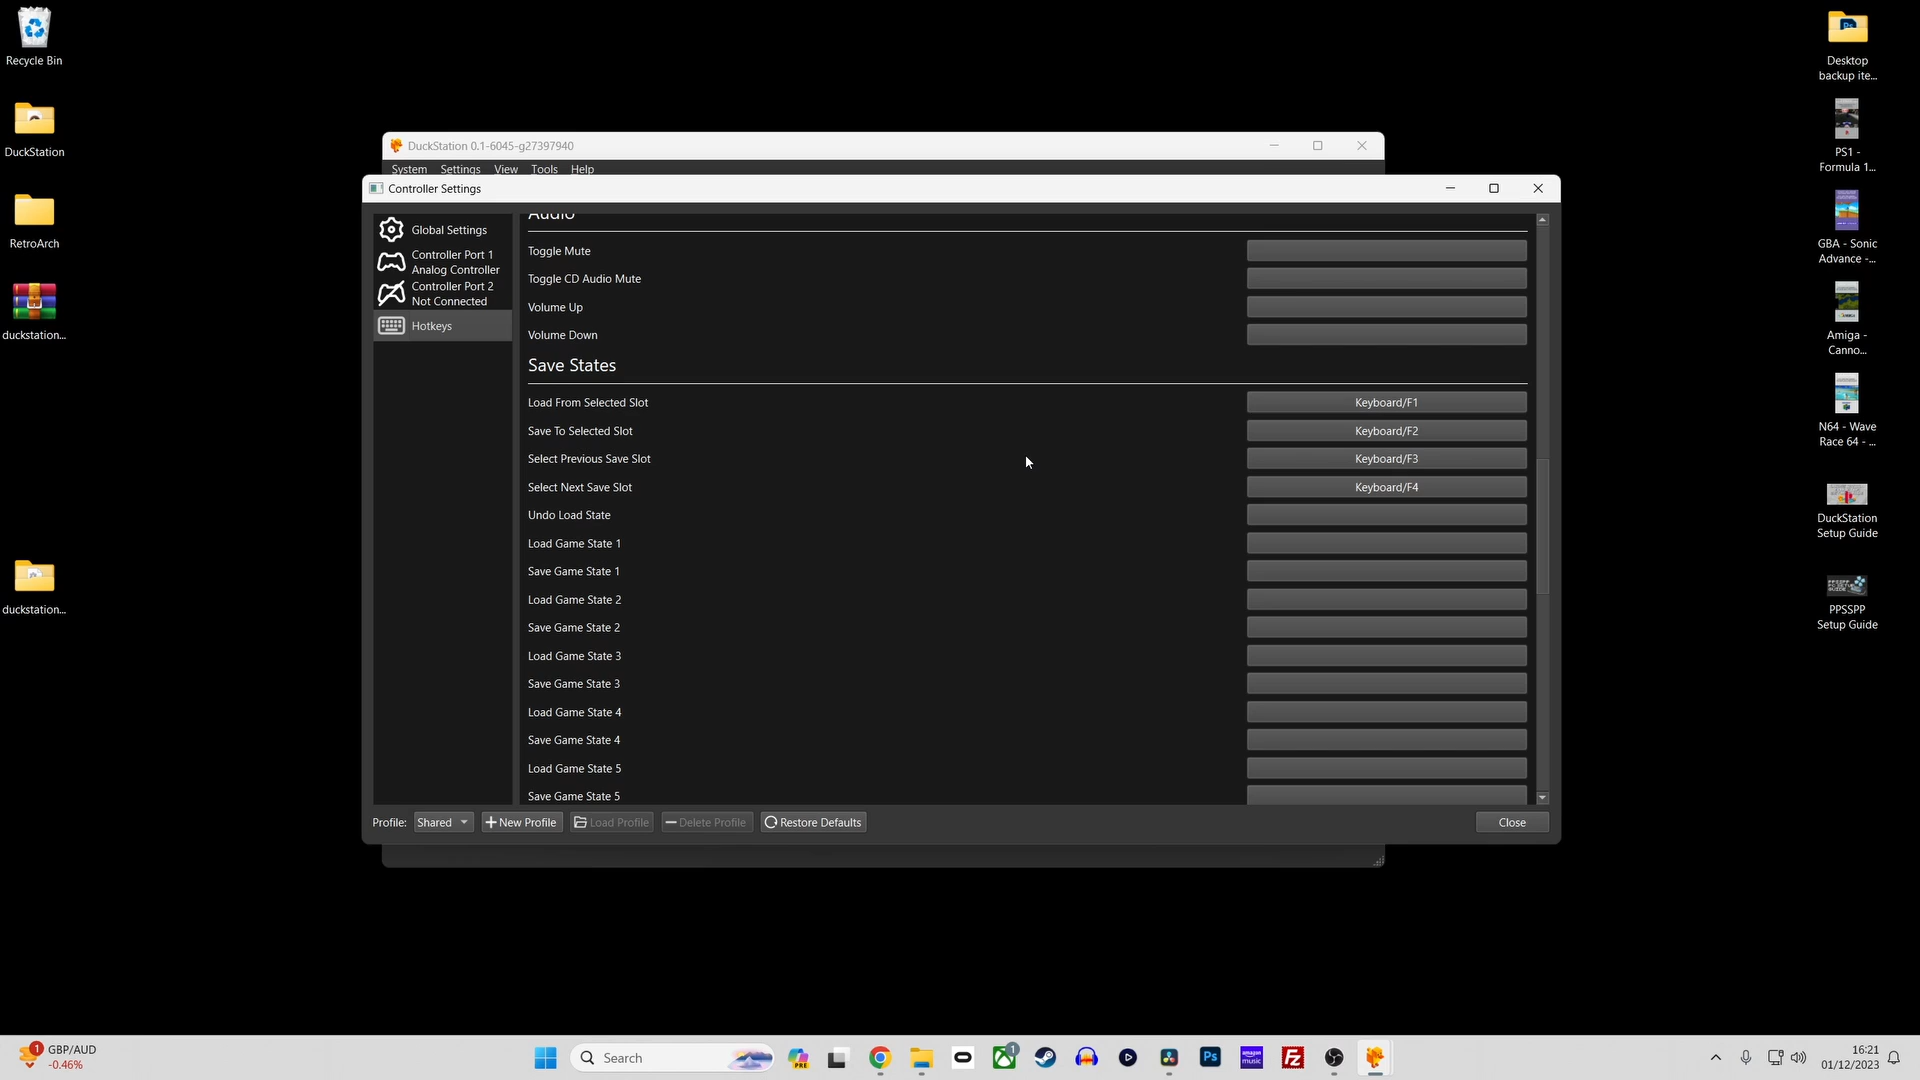 Recycle Bin
DuckStation
RetroArch
duckstation...
duckstation...
Desktop
backup ite...
PS1 -
Formula 1...
GBA - Sonic
Advance -...
Amiga -
Canno...
N64 - Wave
Race 64 - ...
DuckStation
Setup Guide
PPSSPP
Setup Guide
DuckStation 0.1-6045-g27397940
System Settings View Tools Help
Controller Settings
Global Settings
Controller Port 1
Analog Controller
Controller Port 2
Not Connected
Hotkeys
Audio
Toggle Mute
Toggle CD Audio Mute
Volume Up
Volume Down
Save States
Load From Selected Slot Keyboard/F1
Save To Selected Slot Keyboard/F2
Select Previous Save Slot Keyboard/F3
Select Next Save Slot Keyboard/F4
Undo Load State
Load Game State 1
Save Game State 1
Load Game State 2
Save Game State 2
Load Game State 3
Save Game State 3
Load Game State 4
Save Game State 4
Load Game State 5
Save Game State 5
Profile: Shared New Profile Load Profile Delete Profile Restore Defaults Close
1 GBP/AUD
-0.46%
Search
PRE
1
Ps
amazon music
Fz
16:21
01/12/2023